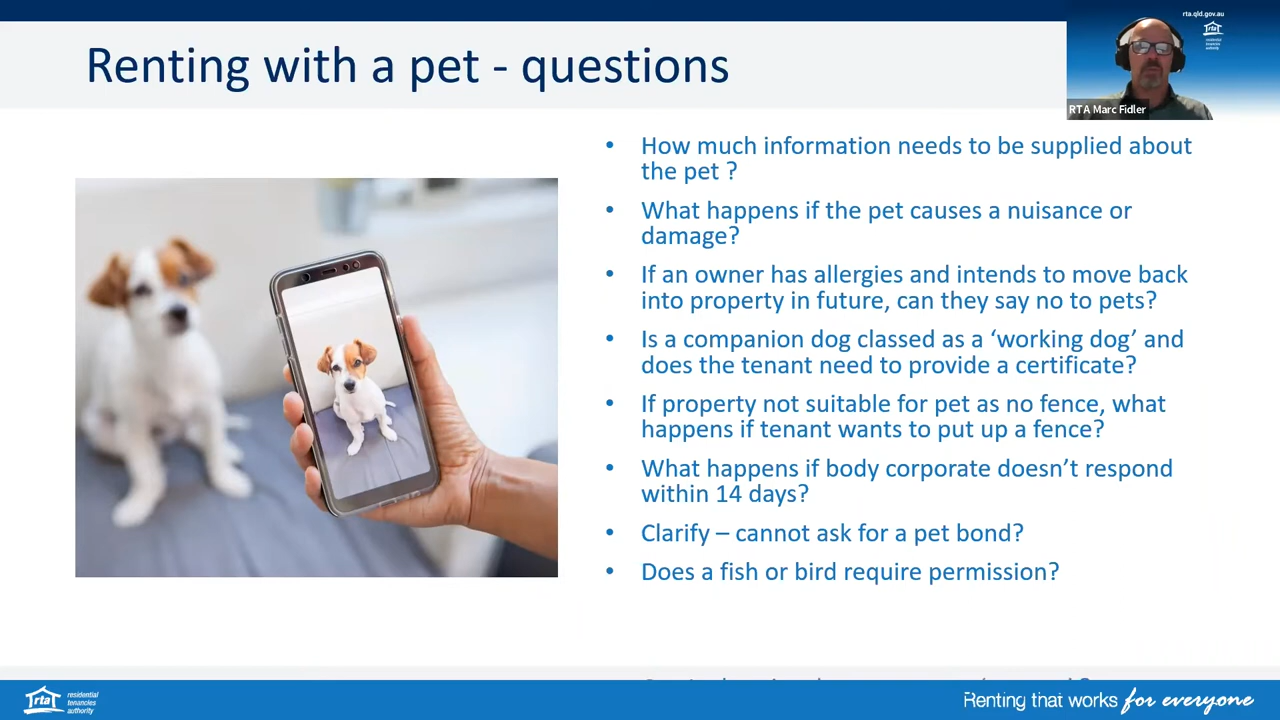 Renting with a pet - questions
rta.qld.gov.au
rta
residential
tenancies
authority
RTA Marc Fidler
• How much information needs to be supplied about
the pet ?
• What happens if the pet causes a nuisance or
damage?
• If an owner has allergies and intends to move back
into property in future, can they say no to pets?
• Is a companion dog classed as a ‘working dog’ and
does the tenant need to provide a certificate?
• If property not suitable for pet as no fence, what
happens if tenant wants to put up a fence?
• What happens if body corporate doesn’t respond
within 14 days?
• Clarify – cannot ask for a pet bond?
• Does a fish or bird require permission?
rta
residential
tenancies
authority
Renting that works for everyone